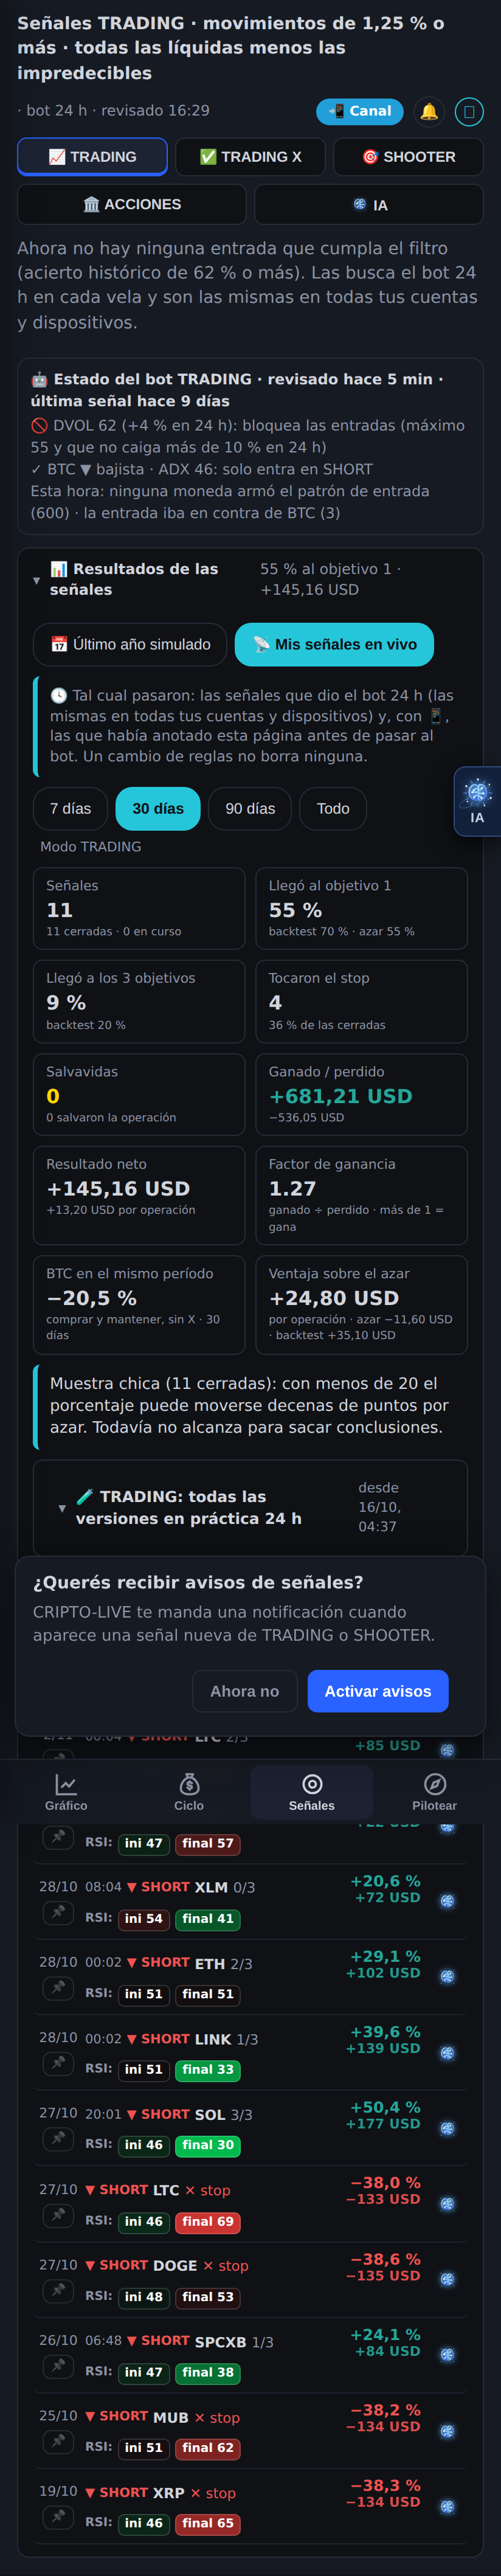 Señales TRADING · movimientos de 1,25 % o
más · todas las líquidas menos las
impredecibles
· bot 24 h · revisado 16:29
📲 Canal
🔔
📈 TRADING
✅ TRADING X
🎯 SHOOTER
🏛️ ACCIONES
IA
Ahora no hay ninguna entrada que cumpla el filtro
(acierto histórico de 62 % o más). Las busca el bot 24
h en cada vela y son las mismas en todas tus cuentas
y dispositivos.
🤖 Estado del bot TRADING · revisado hace 5 min ·
última señal hace 9 días
🚫 DVOL 62 (+4 % en 24 h): bloquea las entradas (máximo
55 y que no caiga más de 10 % en 24 h)
✓ BTC ▼ bajista · ADX 46: solo entra en SHORT
Esta hora: ninguna moneda armó el patrón de entrada
(600) · la entrada iba en contra de BTC (3)
▼ 📊 Resultados de las
señales
55 % al objetivo 1 ·
+145,16 USD
📅 Último año simulado
📡 Mis señales en vivo
🕓 Tal cual pasaron: las señales que dio el bot 24 h (las
mismas en todas tus cuentas y dispositivos) y, con 📱,
las que había anotado esta página antes de pasar al
bot. Un cambio de reglas no borra ninguna.
IA
7 días
30 días
90 días
Todo
Modo TRADING
Señales
11
11 cerradas · 0 en curso
Llegó al objetivo 1
55 %
backtest 70 % · azar 55 %
Llegó a los 3 objetivos
9 %
backtest 20 %
Tocaron el stop
4
36 % de las cerradas
Salvavidas
0
0 salvaron la operación
Ganado / perdido
+681,21 USD
−536,05 USD
Resultado neto
+145,16 USD
+13,20 USD por operación
Factor de ganancia
1.27
ganado ÷ perdido · más de 1 =
gana
BTC en el mismo período
−20,5 %
comprar y mantener, sin X · 30
días
Ventaja sobre el azar
+24,80 USD
por operación · azar −11,60 USD
· backtest +35,10 USD
Muestra chica (11 cerradas): con menos de 20 el
porcentaje puede moverse decenas de puntos por
azar. Todavía no alcanza para sacar conclusiones.
▼ 🧪 TRADING: todas las
versiones en práctica 24 h
desde
16/10,
04:37
¿Querés recibir avisos de señales?
CRIPTO-LIVE te manda una notificación cuando
aparece una señal nueva de TRADING o SHOOTER.
Ahora no
Activar avisos
+85 USD
Gráfico
Ciclo
Señales
Pilotear
RSI: ini 47 final 57
28/10 08:04 ▼ SHORT XLM 0/3 +20,6 %
+72 USD
📌 RSI: ini 54 final 41
28/10 00:02 ▼ SHORT ETH 2/3 +29,1 %
+102 USD
📌 RSI: ini 51 final 51
28/10 00:02 ▼ SHORT LINK 1/3 +39,6 %
+139 USD
📌 RSI: ini 51 final 33
27/10 20:01 ▼ SHORT SOL 3/3 +50,4 %
+177 USD
📌 RSI: ini 46 final 30
27/10 ▼ SHORT LTC ✕ stop −38,0 %
−133 USD
📌 RSI: ini 46 final 69
27/10 ▼ SHORT DOGE ✕ stop −38,6 %
−135 USD
📌 RSI: ini 48 final 53
26/10 06:48 ▼ SHORT SPCXB 1/3 +24,1 %
+84 USD
📌 RSI: ini 47 final 38
25/10 ▼ SHORT MUB ✕ stop −38,2 %
−134 USD
📌 RSI: ini 51 final 62
19/10 ▼ SHORT XRP ✕ stop −38,3 %
−134 USD
📌 RSI: ini 46 final 65